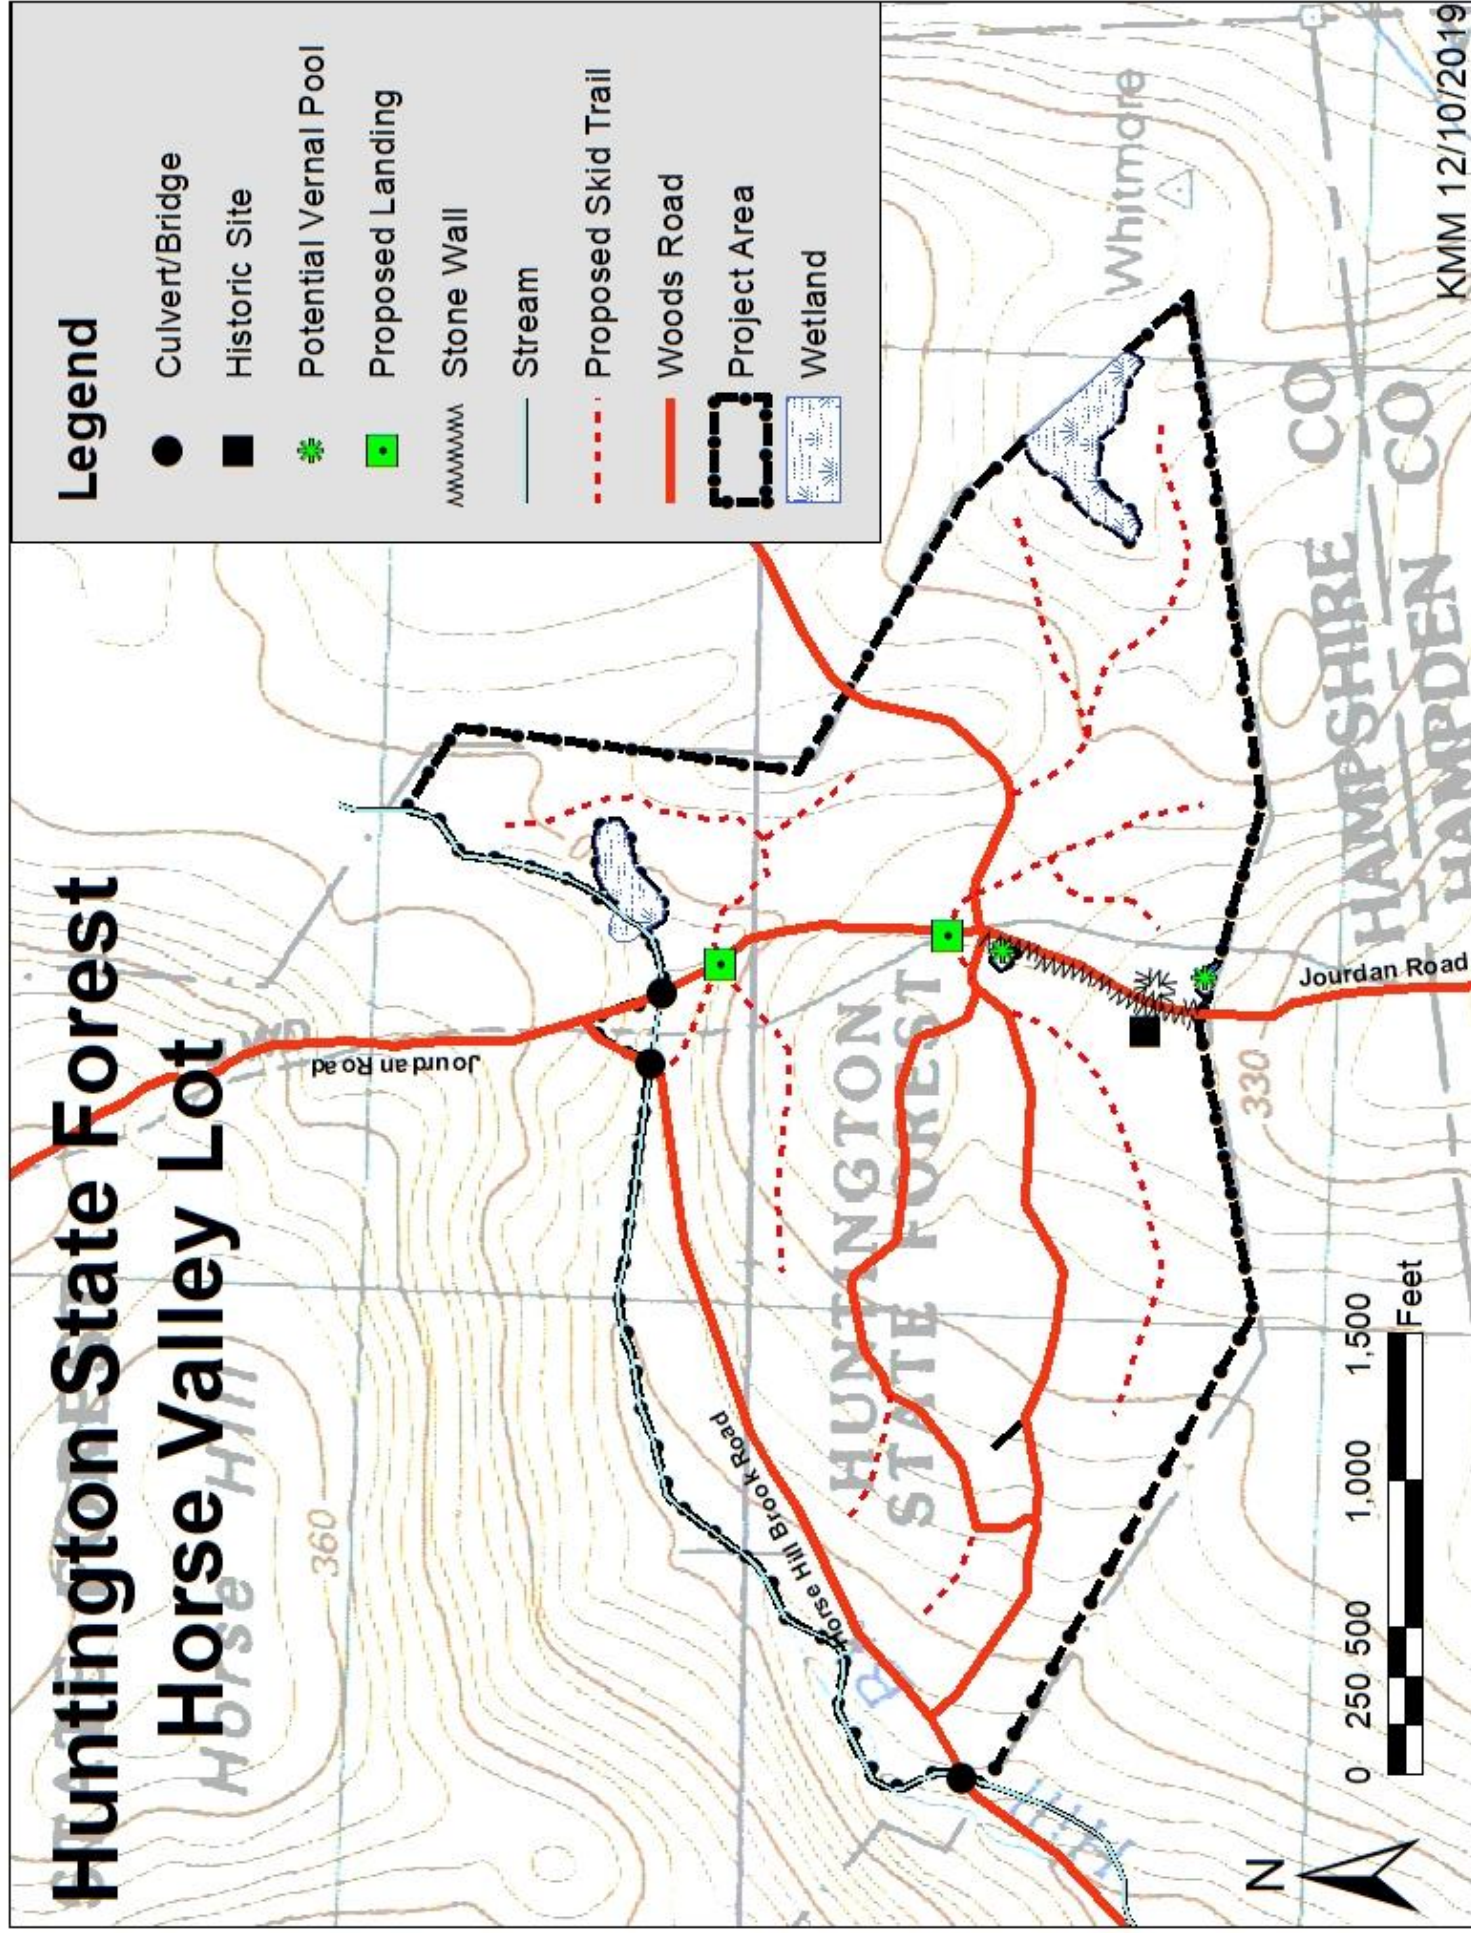 Huntington State Forest
Horse Valley Lot
Legend
Culvert/Bridge
Historic Site
Potential Vernal Pool
Proposed Landing
Stone Wall
Stream
Proposed Skid Trail
Woods Road
Project Area
Wetland
Horse Hill
360
Jourdan Road
Horse Hill Brook Road
HUNTINGTON
STATE FOREST
Whitmore
330
Jourdan Road
HAMPSHIRE CO
HAMPDEN CO
N
0 250 500 1,000 1,500
Feet
KMM 12/10/2019